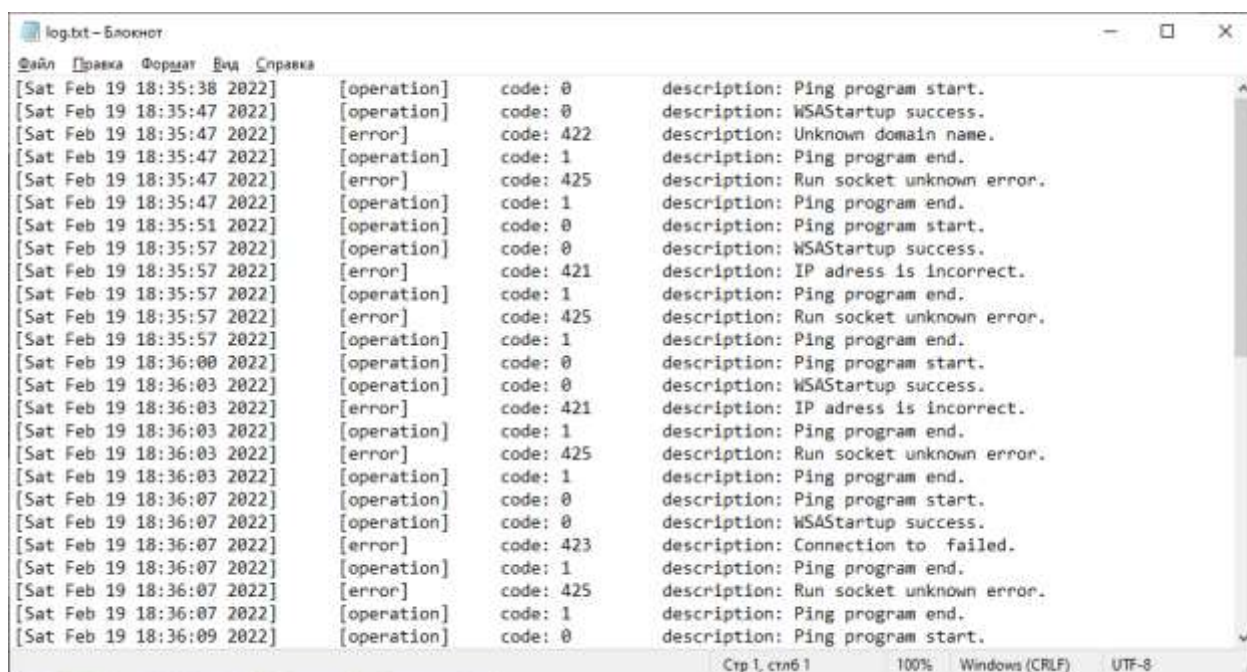 log.txt – Блокнот
Файл Правка Формат Вид Справка
[Sat Feb 19 18:35:38 2022] [operation] code: 0 description: Ping program start.
[Sat Feb 19 18:35:47 2022] [operation] code: 0 description: WSAStartup success.
[Sat Feb 19 18:35:47 2022] [error] code: 422 description: Unknown domain name.
[Sat Feb 19 18:35:47 2022] [operation] code: 1 description: Ping program end.
[Sat Feb 19 18:35:47 2022] [error] code: 425 description: Run socket unknown error.
[Sat Feb 19 18:35:47 2022] [operation] code: 1 description: Ping program end.
[Sat Feb 19 18:35:51 2022] [operation] code: 0 description: Ping program start.
[Sat Feb 19 18:35:57 2022] [operation] code: 0 description: WSAStartup success.
[Sat Feb 19 18:35:57 2022] [error] code: 421 description: IP adress is incorrect.
[Sat Feb 19 18:35:57 2022] [operation] code: 1 description: Ping program end.
[Sat Feb 19 18:35:57 2022] [error] code: 425 description: Run socket unknown error.
[Sat Feb 19 18:35:57 2022] [operation] code: 1 description: Ping program end.
[Sat Feb 19 18:36:00 2022] [operation] code: 0 description: Ping program start.
[Sat Feb 19 18:36:03 2022] [operation] code: 0 description: WSAStartup success.
[Sat Feb 19 18:36:03 2022] [error] code: 421 description: IP adress is incorrect.
[Sat Feb 19 18:36:03 2022] [operation] code: 1 description: Ping program end.
[Sat Feb 19 18:36:03 2022] [error] code: 425 description: Run socket unknown error.
[Sat Feb 19 18:36:03 2022] [operation] code: 1 description: Ping program end.
[Sat Feb 19 18:36:07 2022] [operation] code: 0 description: Ping program start.
[Sat Feb 19 18:36:07 2022] [operation] code: 0 description: WSAStartup success.
[Sat Feb 19 18:36:07 2022] [error] code: 423 description: Connection to  failed.
[Sat Feb 19 18:36:07 2022] [operation] code: 1 description: Ping program end.
[Sat Feb 19 18:36:07 2022] [error] code: 425 description: Run socket unknown error.
[Sat Feb 19 18:36:07 2022] [operation] code: 1 description: Ping program end.
[Sat Feb 19 18:36:09 2022] [operation] code: 0 description: Ping program start.
Стр 1, стлб 1 100% Windows (CRLF) UTF-8